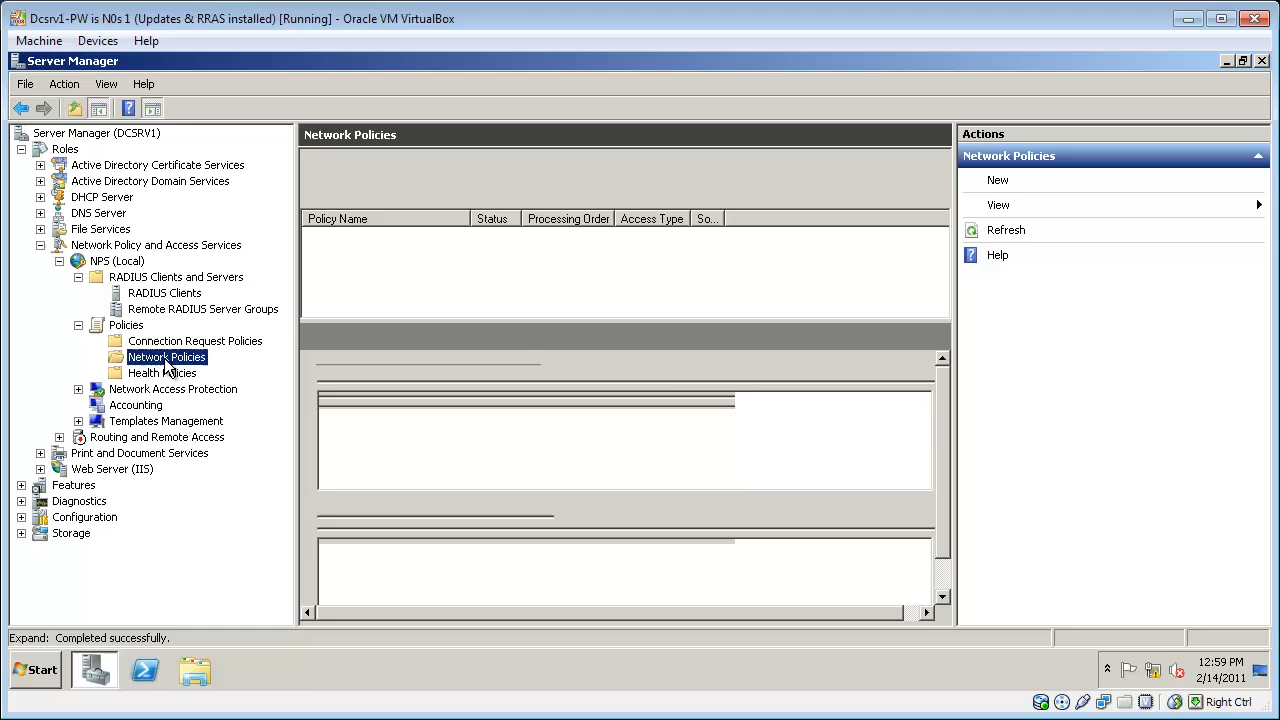 Dcsrv1-PW is N0s 1 (Updates & RRAS installed) [Running] - Oracle VM VirtualBox
Machine Devices Help
Server Manager
File Action View Help
Server Manager (DCSRV1)
Roles
Active Directory Certificate Services
Active Directory Domain Services
DHCP Server
DNS Server
File Services
Network Policy and Access Services
NPS (Local)
RADIUS Clients and Servers
RADIUS Clients
Remote RADIUS Server Groups
Policies
Connection Request Policies
Network Policies
Health Policies
Network Access Protection
Accounting
Templates Management
Routing and Remote Access
Print and Document Services
Web Server (IIS)
Features
Diagnostics
Configuration
Storage
Network Policies
Policy Name Status Processing Order Access Type So...
Actions
Network Policies
New
View
Refresh
Help
Expand: Completed successfully.
Start
12:59 PM
2/14/2011
Right Ctrl